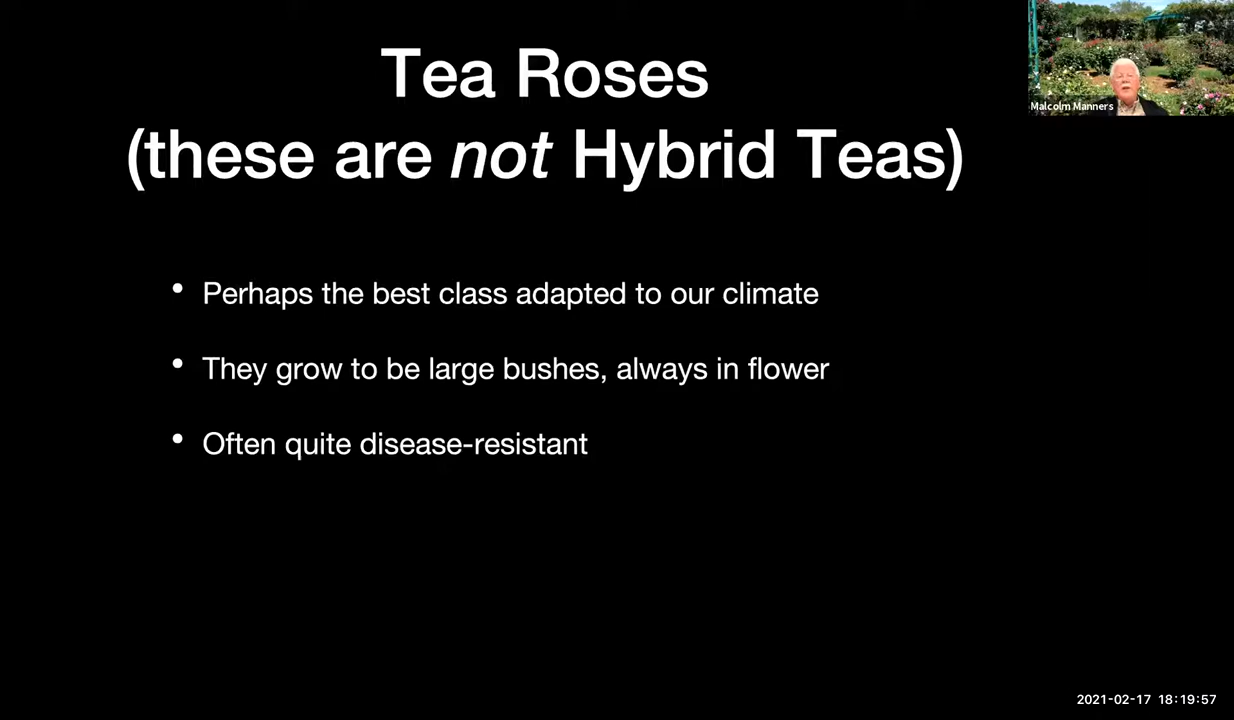 Tea Roses
(these are not Hybrid Teas)
Malcolm Manners
• Perhaps the best class adapted to our climate
• They grow to be large bushes, always in flower
• Often quite disease-resistant
2021-02-17 18:19:57